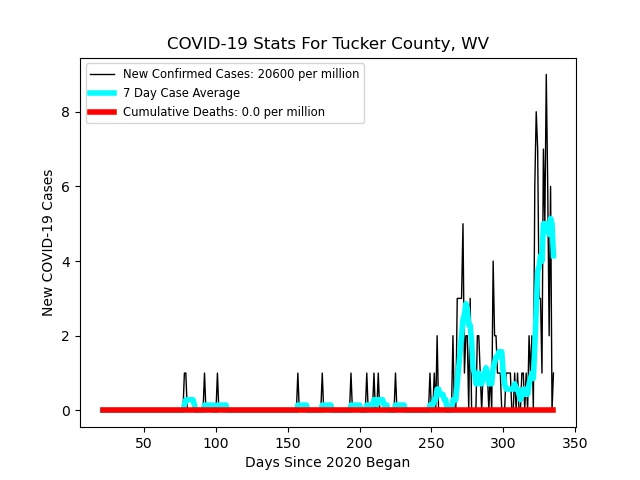 COVID-19 Stats For Tucker County, WV
New Confirmed Cases: 20600 per million
7 Day Case Average
Cumulative Deaths: 0.0 per million
New COVID-19 Cases
8
6
4
2
0
50 100 150 200 250 300 350
Days Since 2020 Began